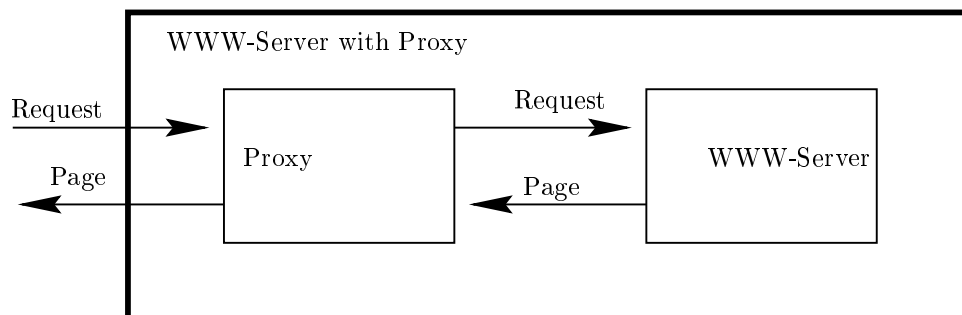 WWW-Server with Proxy
Request
Request
Proxy
WWW-Server
Page
Page